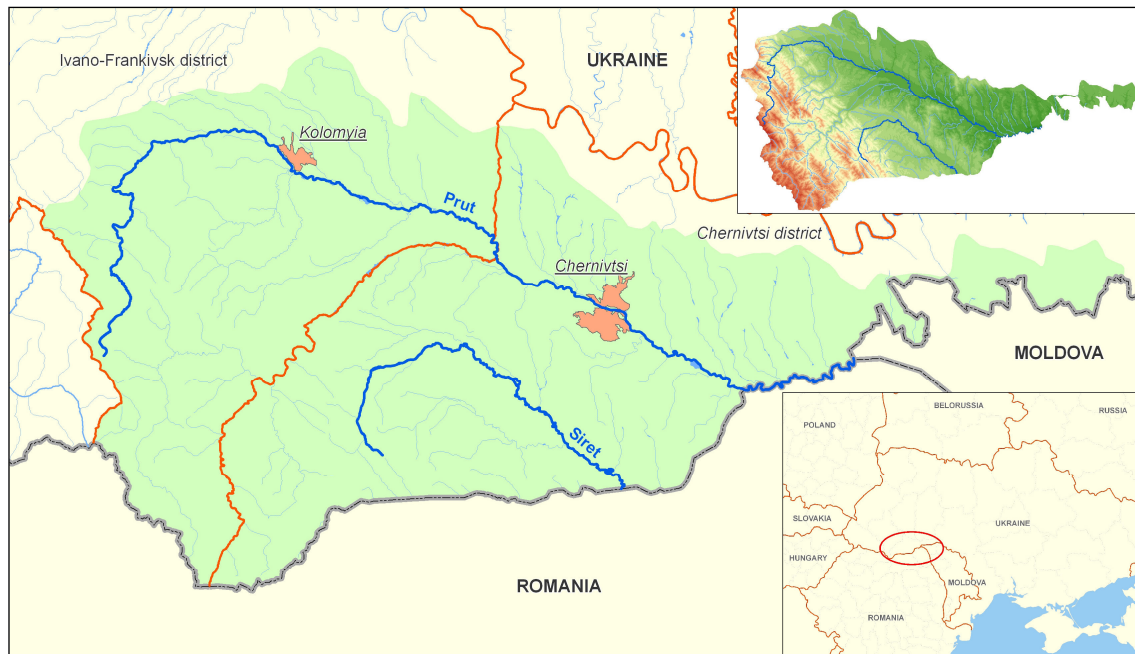 Ivano-Frankivsk district
UKRAINE
Kolomyia
Prut
Chernivtsi district
Chernivtsi
MOLDOVA
Siret
ROMANIA
BELORUSSIA
RUSSIA
POLAND
SLOVAKIA
UKRAINE
HUNGARY
MOLDOVA
ROMANIA